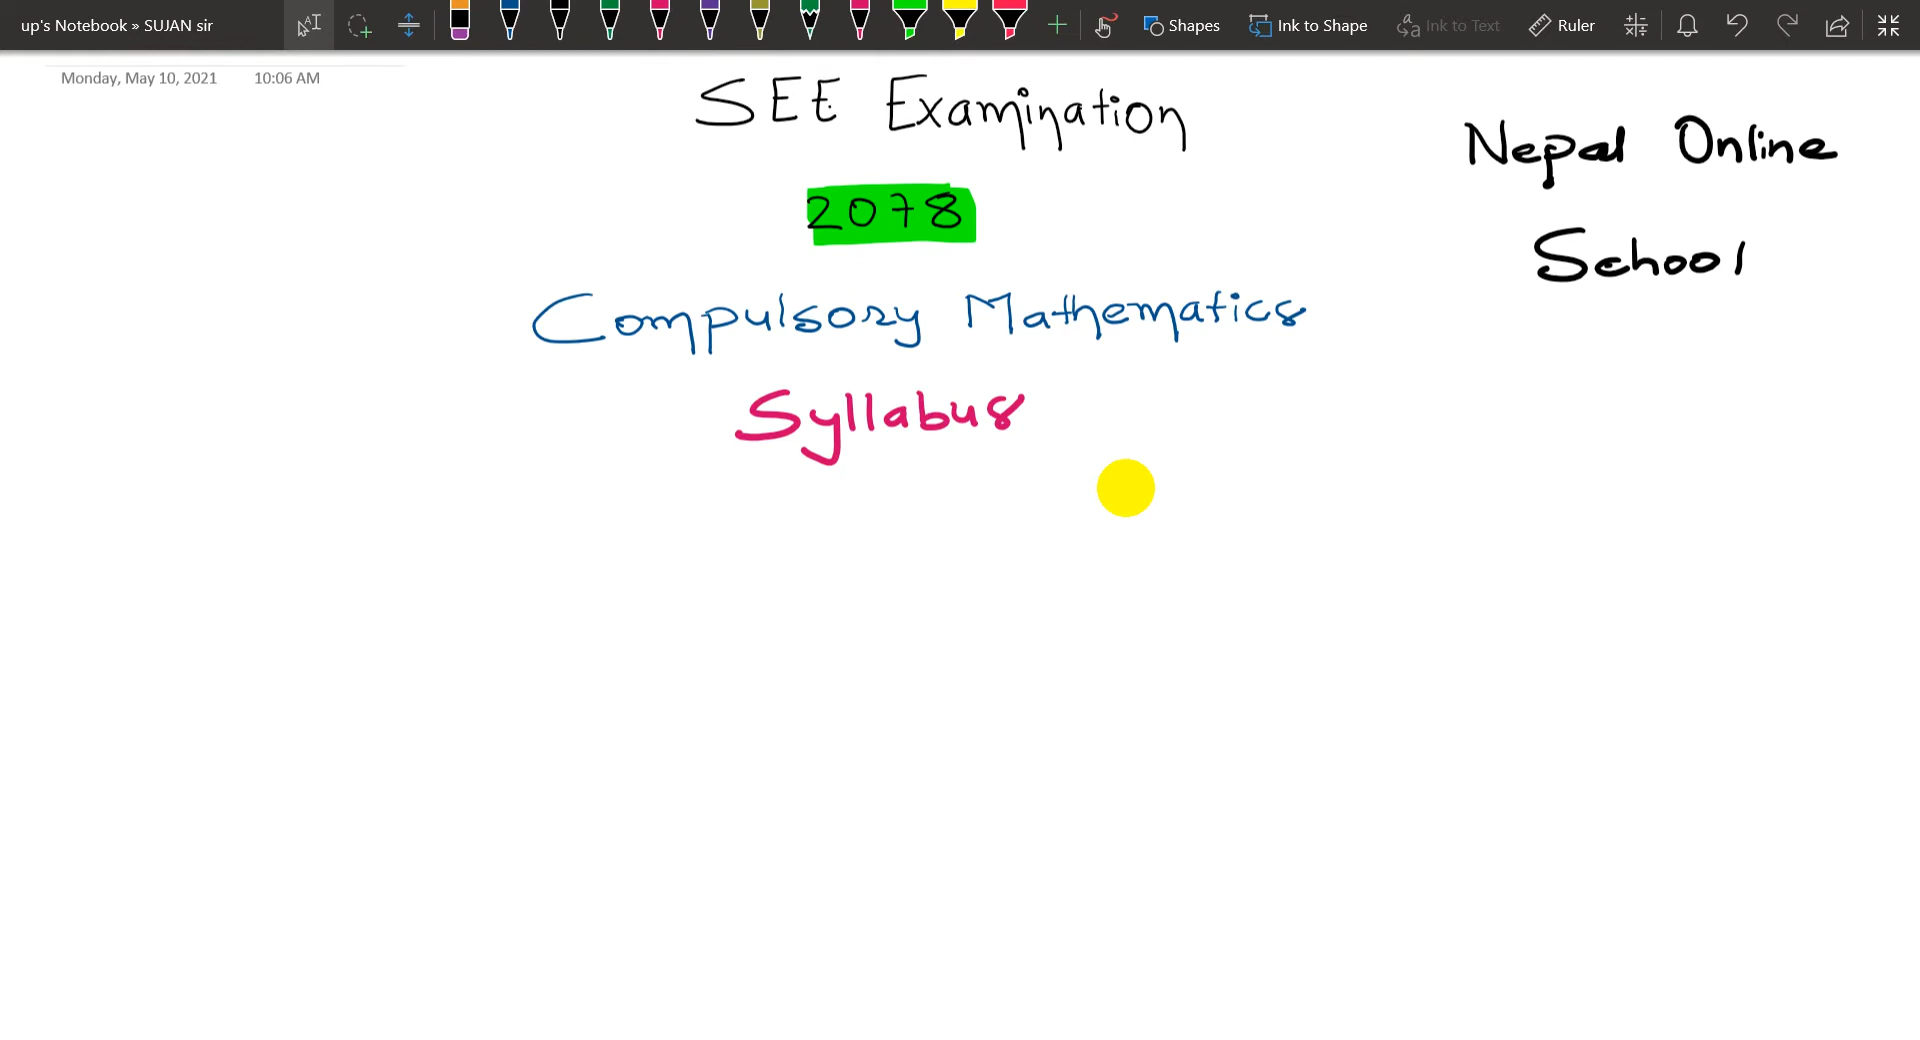 up's Notebook » SUJAN sir
Shapes
Ink to Shape
Ink to Text
Ruler
Monday, May 10, 2021 10:06 AM
SEE Examination
2078
Compulsory Mathematics
Syllabus
Nepal Online
School